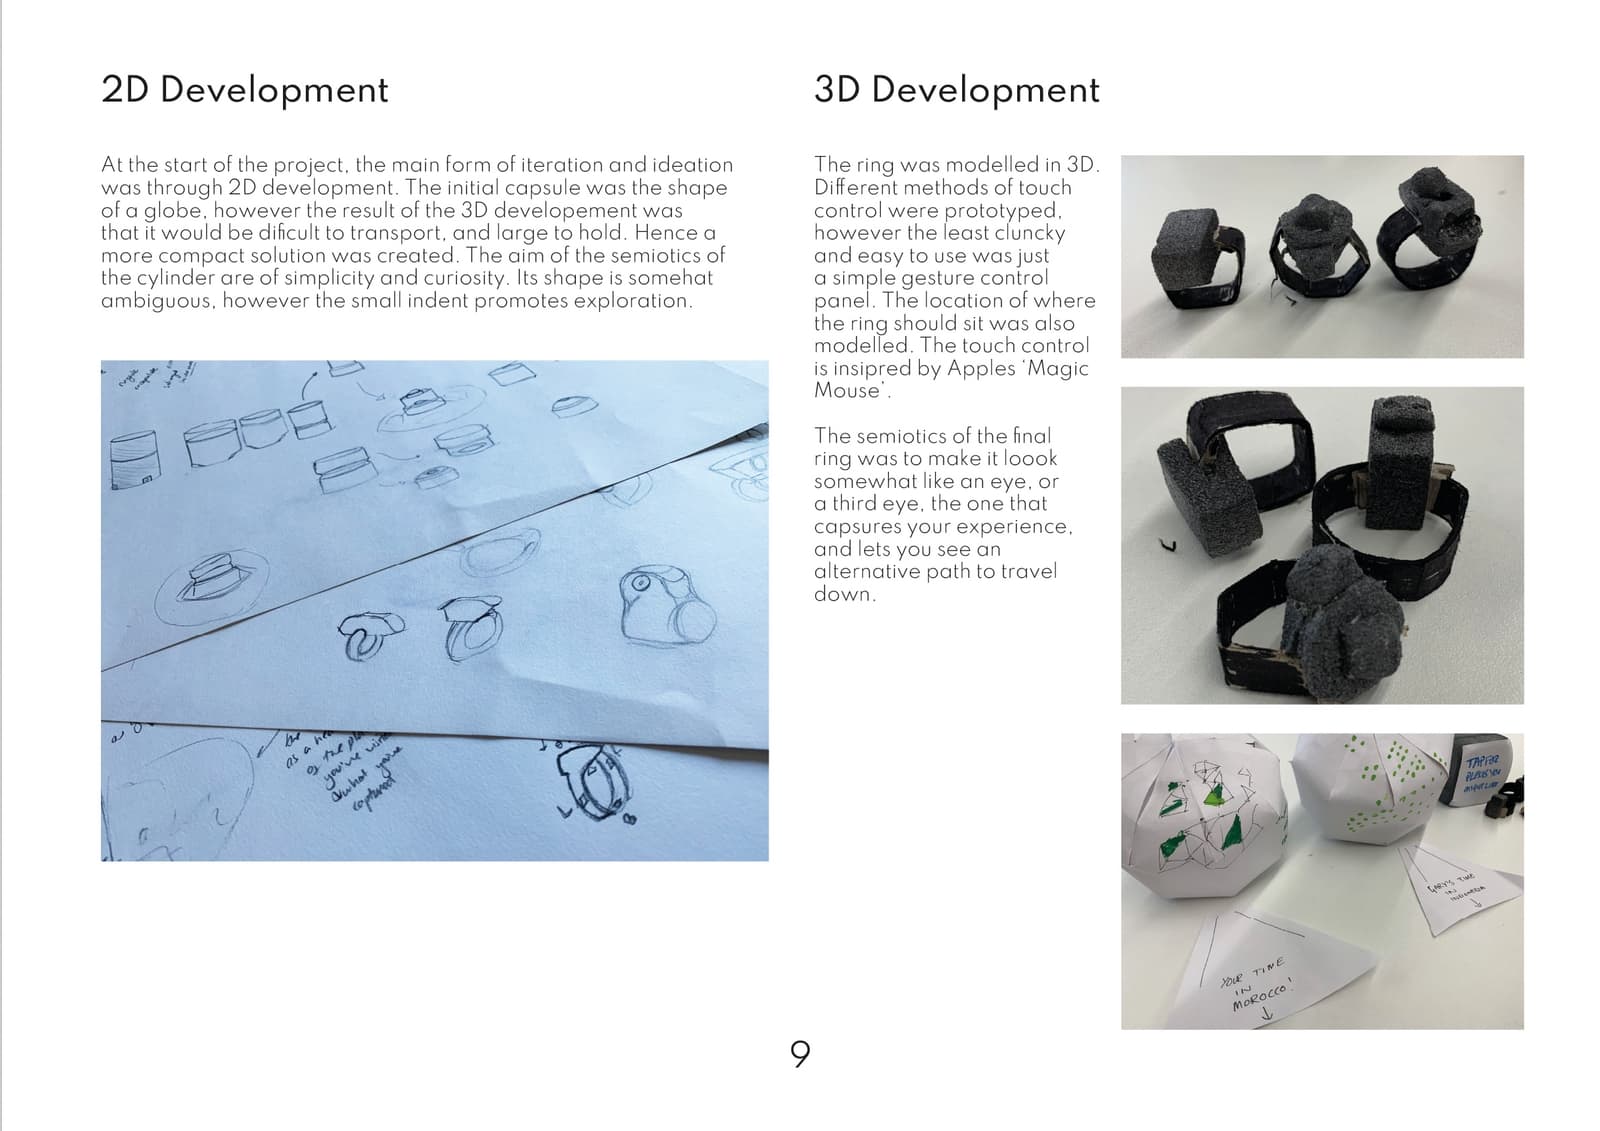 2D Development
At the start of the project, the main form of iteration and ideation
was through 2D development. The initial capsule was the shape
of a globe, however the result of the 3D developement was
that it would be dificult to transport, and large to hold. Hence a
more compact solution was created. The aim of the semiotics of
the cylinder are of simplicity and curiosity. Its shape is somehat
ambiguous, however the small indent promotes exploration.
as a
of the
you've
what you've
captured
3D Development
The ring was modelled in 3D.
Different methods of touch
control were prototyped,
however the least cluncky
and easy to use was just
a simple gesture control
panel. The location of where
the ring should sit was also
modelled. The touch control
is insipred by Apples ‘Magic
Mouse’.
The semiotics of the final
ring was to make it loook
somewhat like an eye, or
a third eye, the one that
capsures your experience,
and lets you see an
alternative path to travel
down.
TAP FOR
GARY'S TIME
IN
INDONESIA
YOUR TIME
IN
MOROCCO!
9